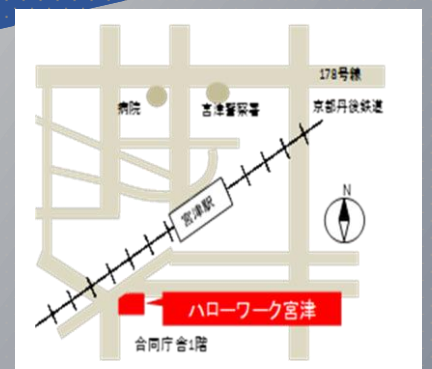 178号線
病院
宮津警察署
京都丹後鉄道
宮津駅
N
ハローワーク宮津
合同庁舎1階